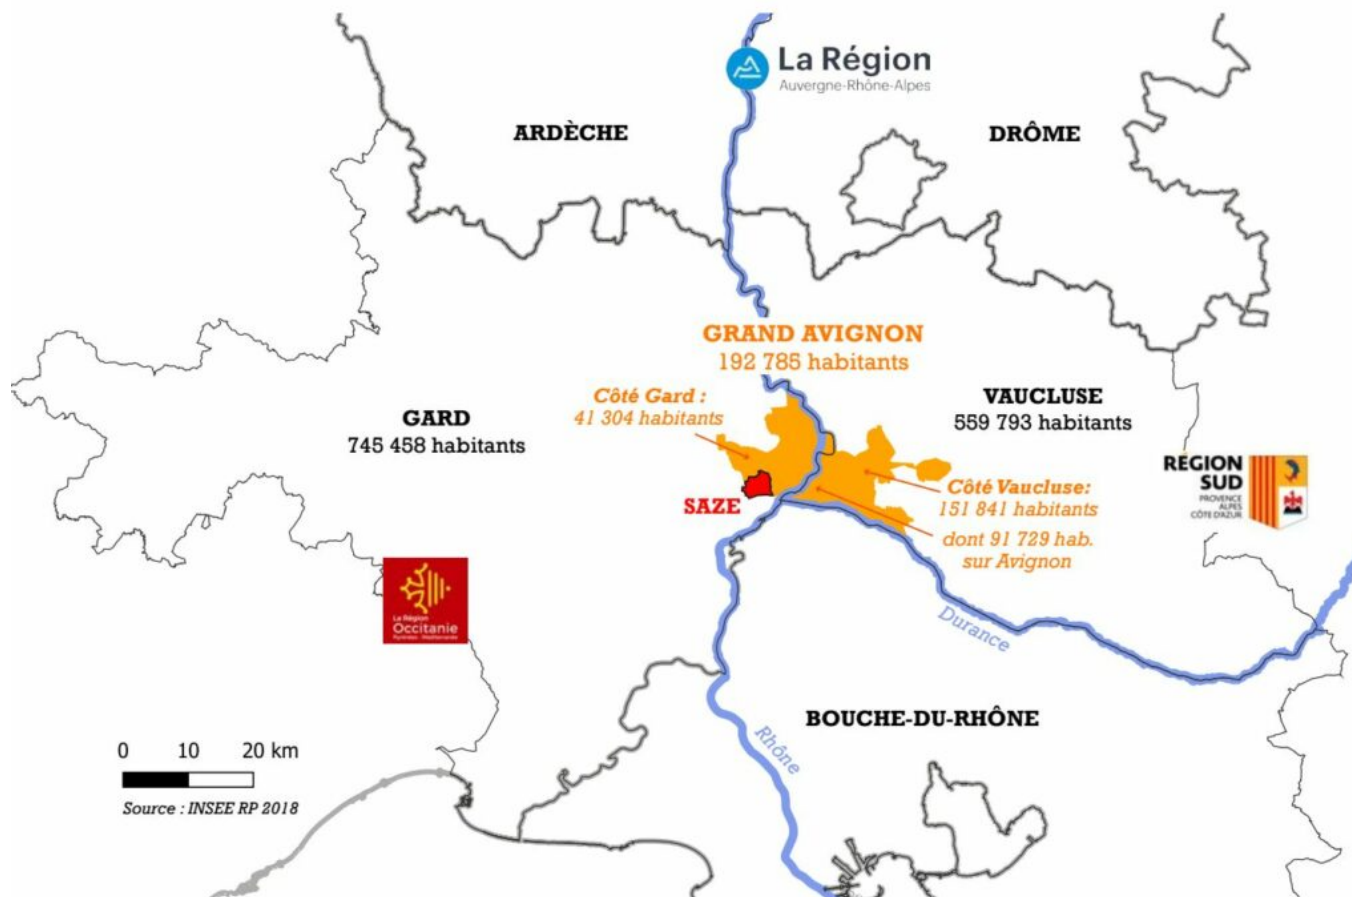 La Région
Auvergne-Rhône-Alpes
ARDÈCHE
DRÔME
GRAND AVIGNON
192 785 habitants
Côté Gard :
41 304 habitants
VAUCLUSE
559 793 habitants
GARD
745 458 habitants
RÉGION
SUD
PROVENCE
ALPES
CÔTE D'AZUR
SAZE
Côté Vaucluse:
151 841 habitants
dont 91 729 hab.
sur Avignon
La Région
Occitanie
Pyrénées - Méditerranée
Durance
BOUCHE-DU-RHÔNE
Rhône
0 10 20 km
Source : INSEE RP 2018